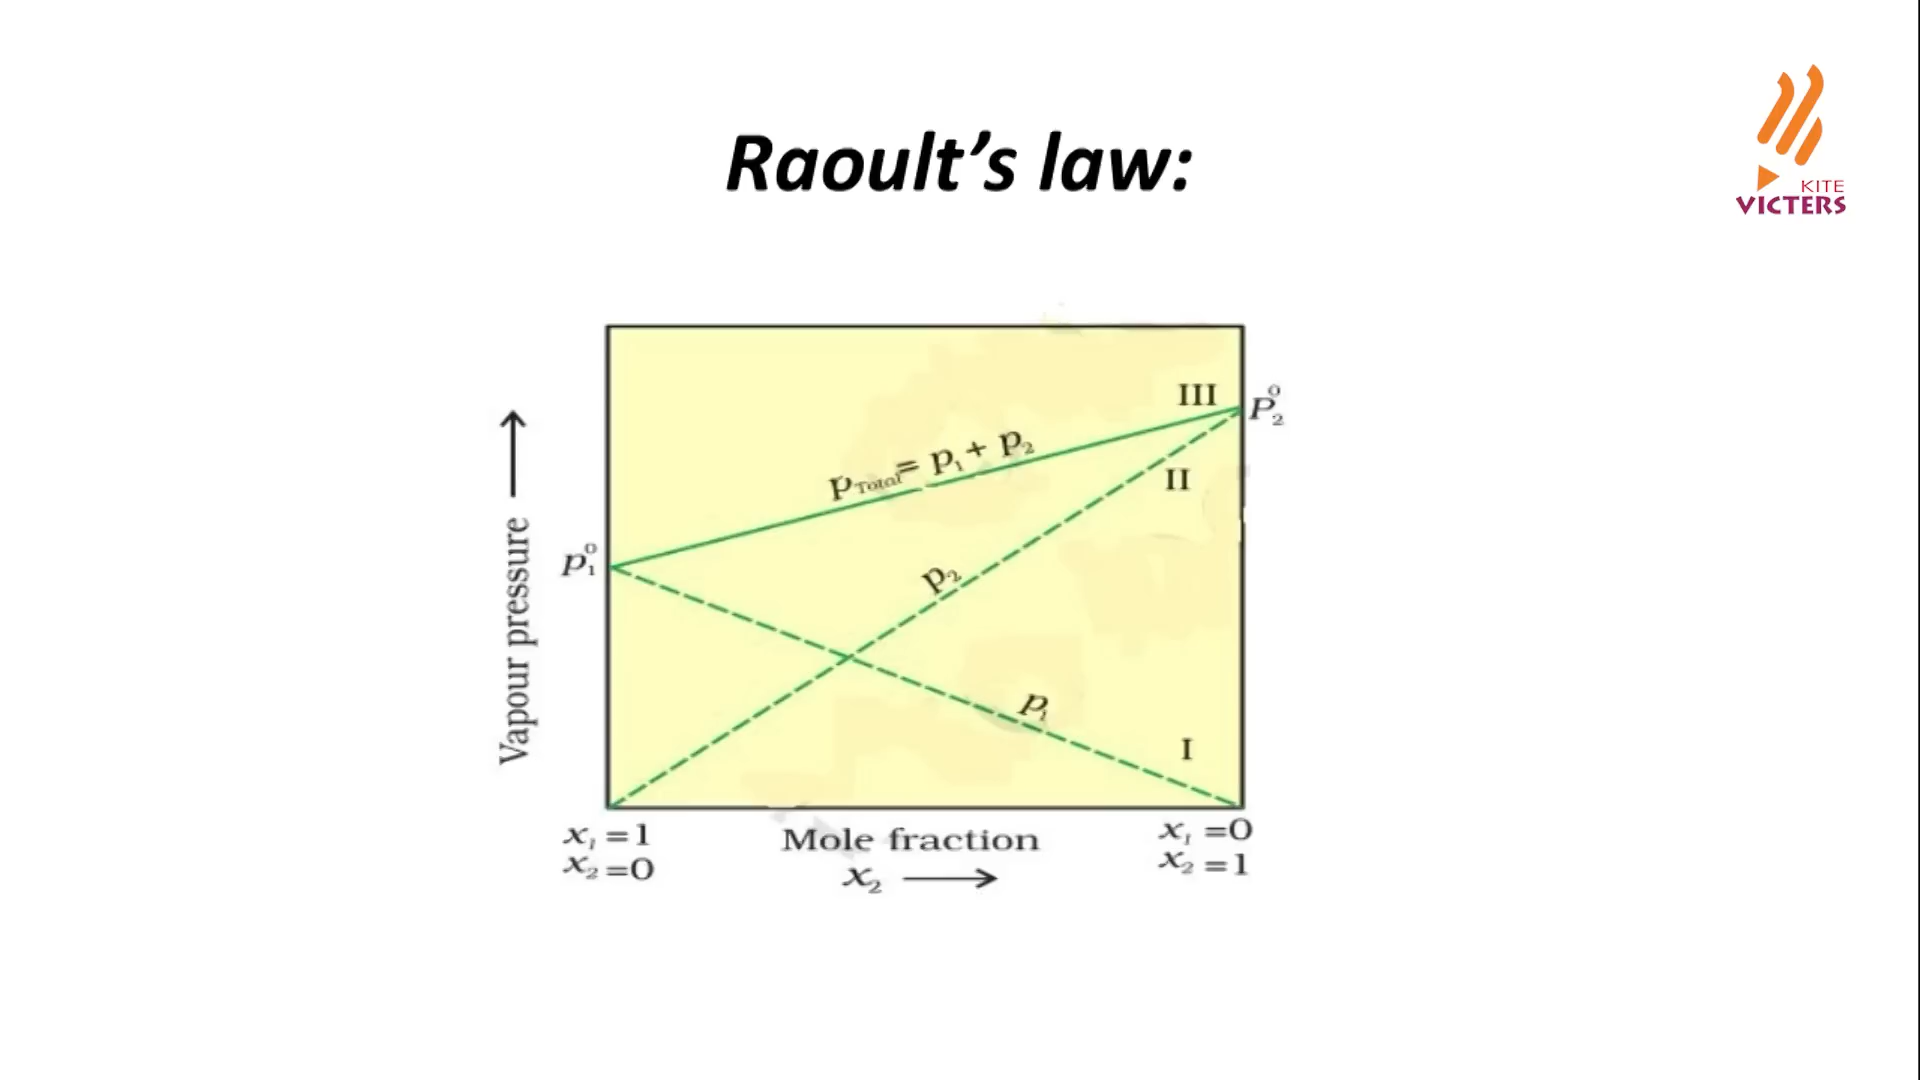 Raoult’s law:
KITE
VICTERS
III
P₂⁰
p_Total = p₁ + p₂
II
p₁⁰
p₂
Vapour pressure
p₁
I
x₁ =1
x₂ =0
Mole fraction
x₂
x₁ =0
x₂ =1